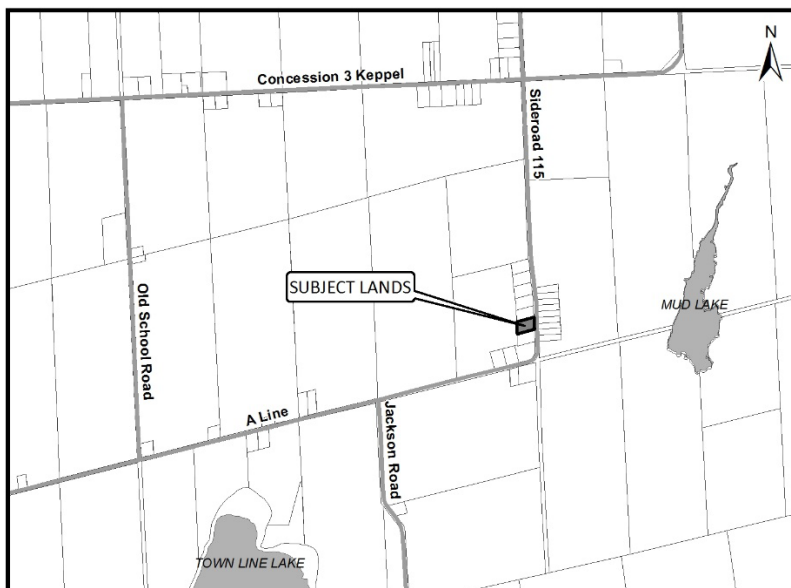 N
Concession 3 Keppel
Sideroad 115
SUBJECT LANDS
MUD LAKE
Old School Road
A Line
Jackson Road
TOWN LINE LAKE